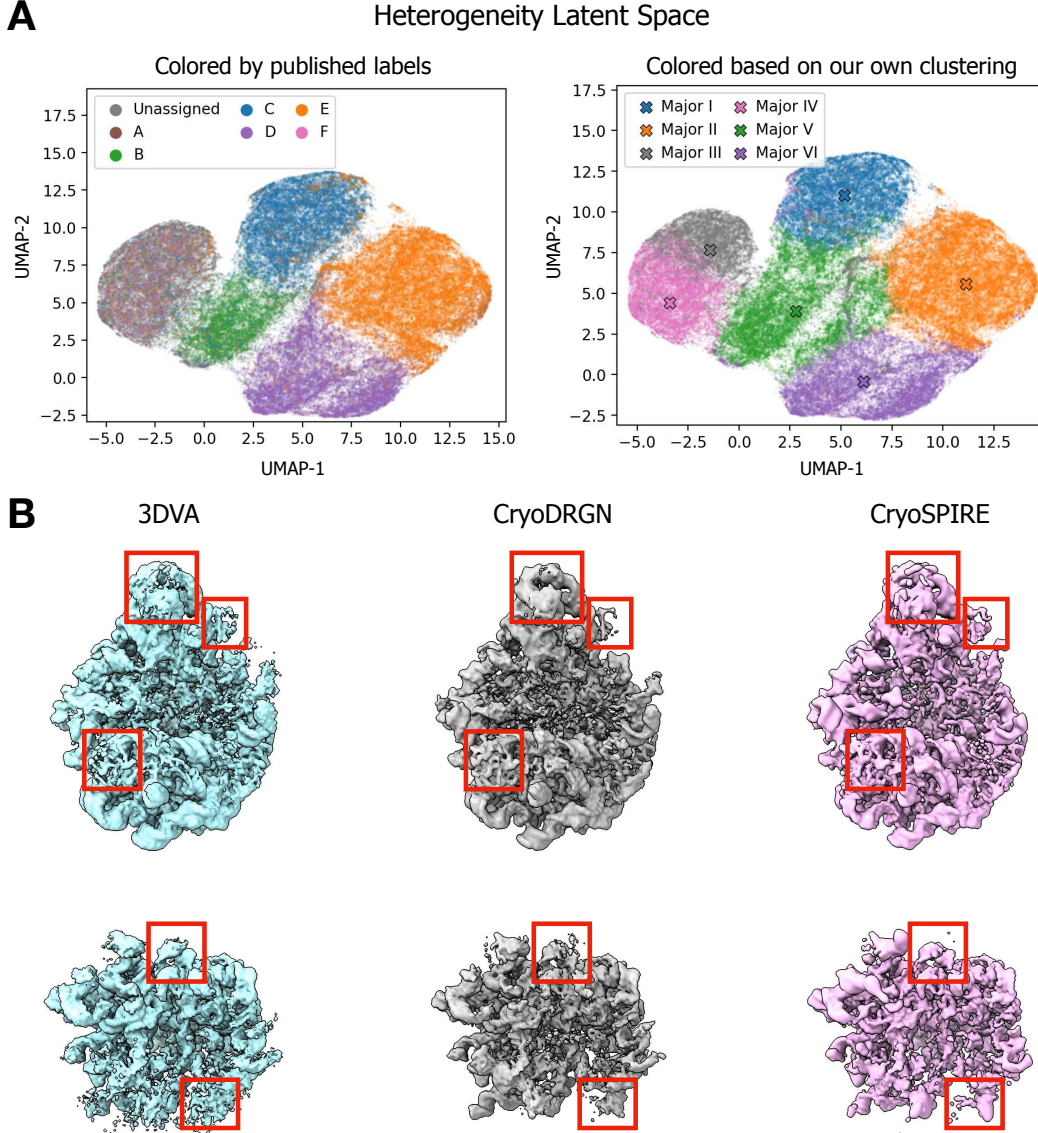 A
Heterogeneity Latent Space
Colored by published labels
Unassigned C E
A D F
B
17.5
15.0
12.5
10.0
7.5
5.0
2.5
0.0
−2.5
UMAP-2
−5.0 −2.5 0.0 2.5 5.0 7.5 10.0 12.5 15.0
UMAP-1
Colored based on our own clustering
Major I Major IV
Major II Major V
Major III Major VI
17.5
15.0
12.5
10.0
7.5
5.0
2.5
0.0
−2.5
UMAP-2
−5.0 −2.5 0.0 2.5 5.0 7.5 10.0 12.5
UMAP-1
B
3DVA CryoDRGN CryoSPIRE